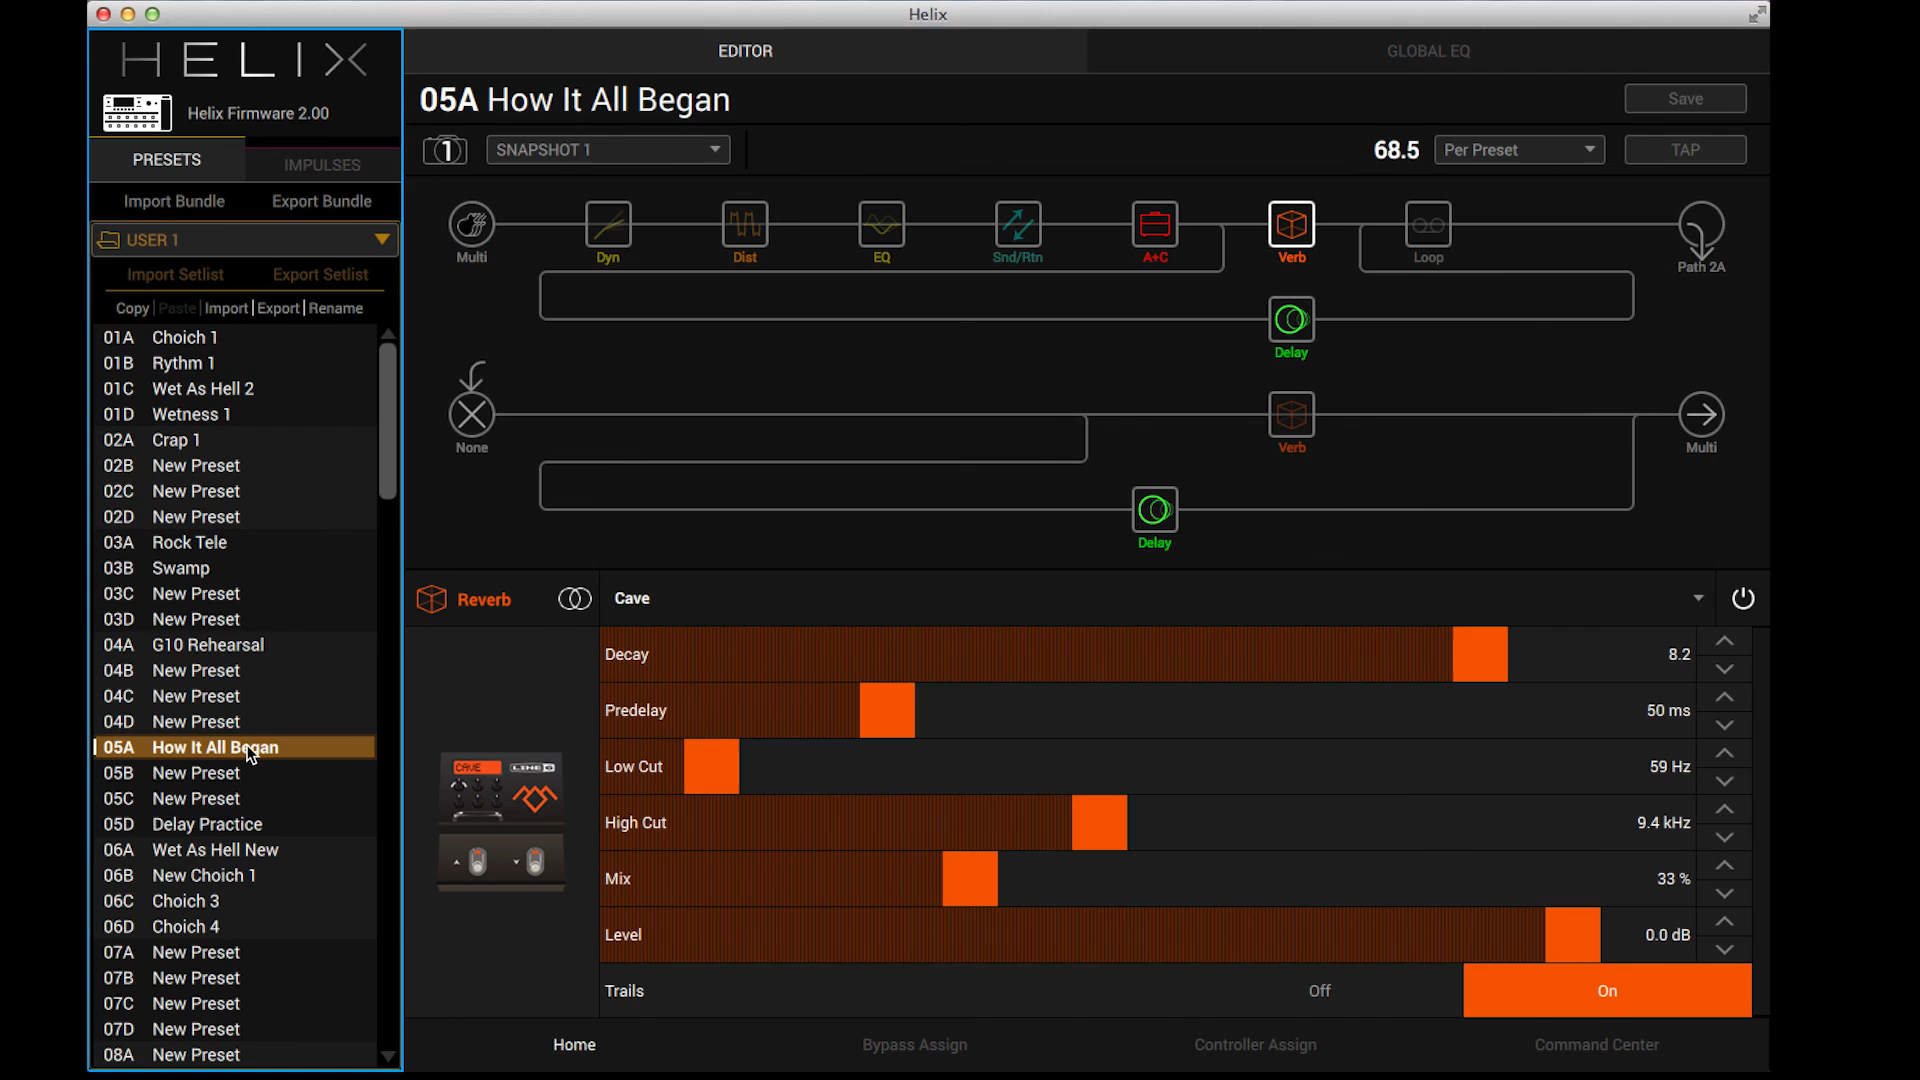 Helix
HELIX
Helix Firmware 2.00
PRESETS
IMPULSES
Import Bundle
Export Bundle
USER 1
Import Setlist
Export Setlist
Copy | Paste | Import | Export | Rename
01A Choich 1
01B Rythm 1
01C Wet As Hell 2
01D Wetness 1
02A Crap 1
02B New Preset
02C New Preset
02D New Preset
03A Rock Tele
03B Swamp
03C New Preset
03D New Preset
04A G10 Rehearsal
04B New Preset
04C New Preset
04D New Preset
05A How It All Began
05B New Preset
05C New Preset
05D Delay Practice
06A Wet As Hell New
06B New Choich 1
06C Choich 3
06D Choich 4
07A New Preset
07B New Preset
07C New Preset
07D New Preset
08A New Preset
EDITOR
GLOBAL EQ
05A How It All Began
Save
1
SNAPSHOT 1
68.5
Per Preset
TAP
Multi
Dyn
Dist
EQ
Snd/Rtn
A+C
Verb
Loop
Path 2A
Delay
None
Verb
Multi
Delay
Reverb
Cave
CAVE
LINE 6
Decay 8.2
Predelay 50 ms
Low Cut 59 Hz
High Cut 9.4 kHz
Mix 33 %
Level 0.0 dB
Trails Off On
Home
Bypass Assign
Controller Assign
Command Center